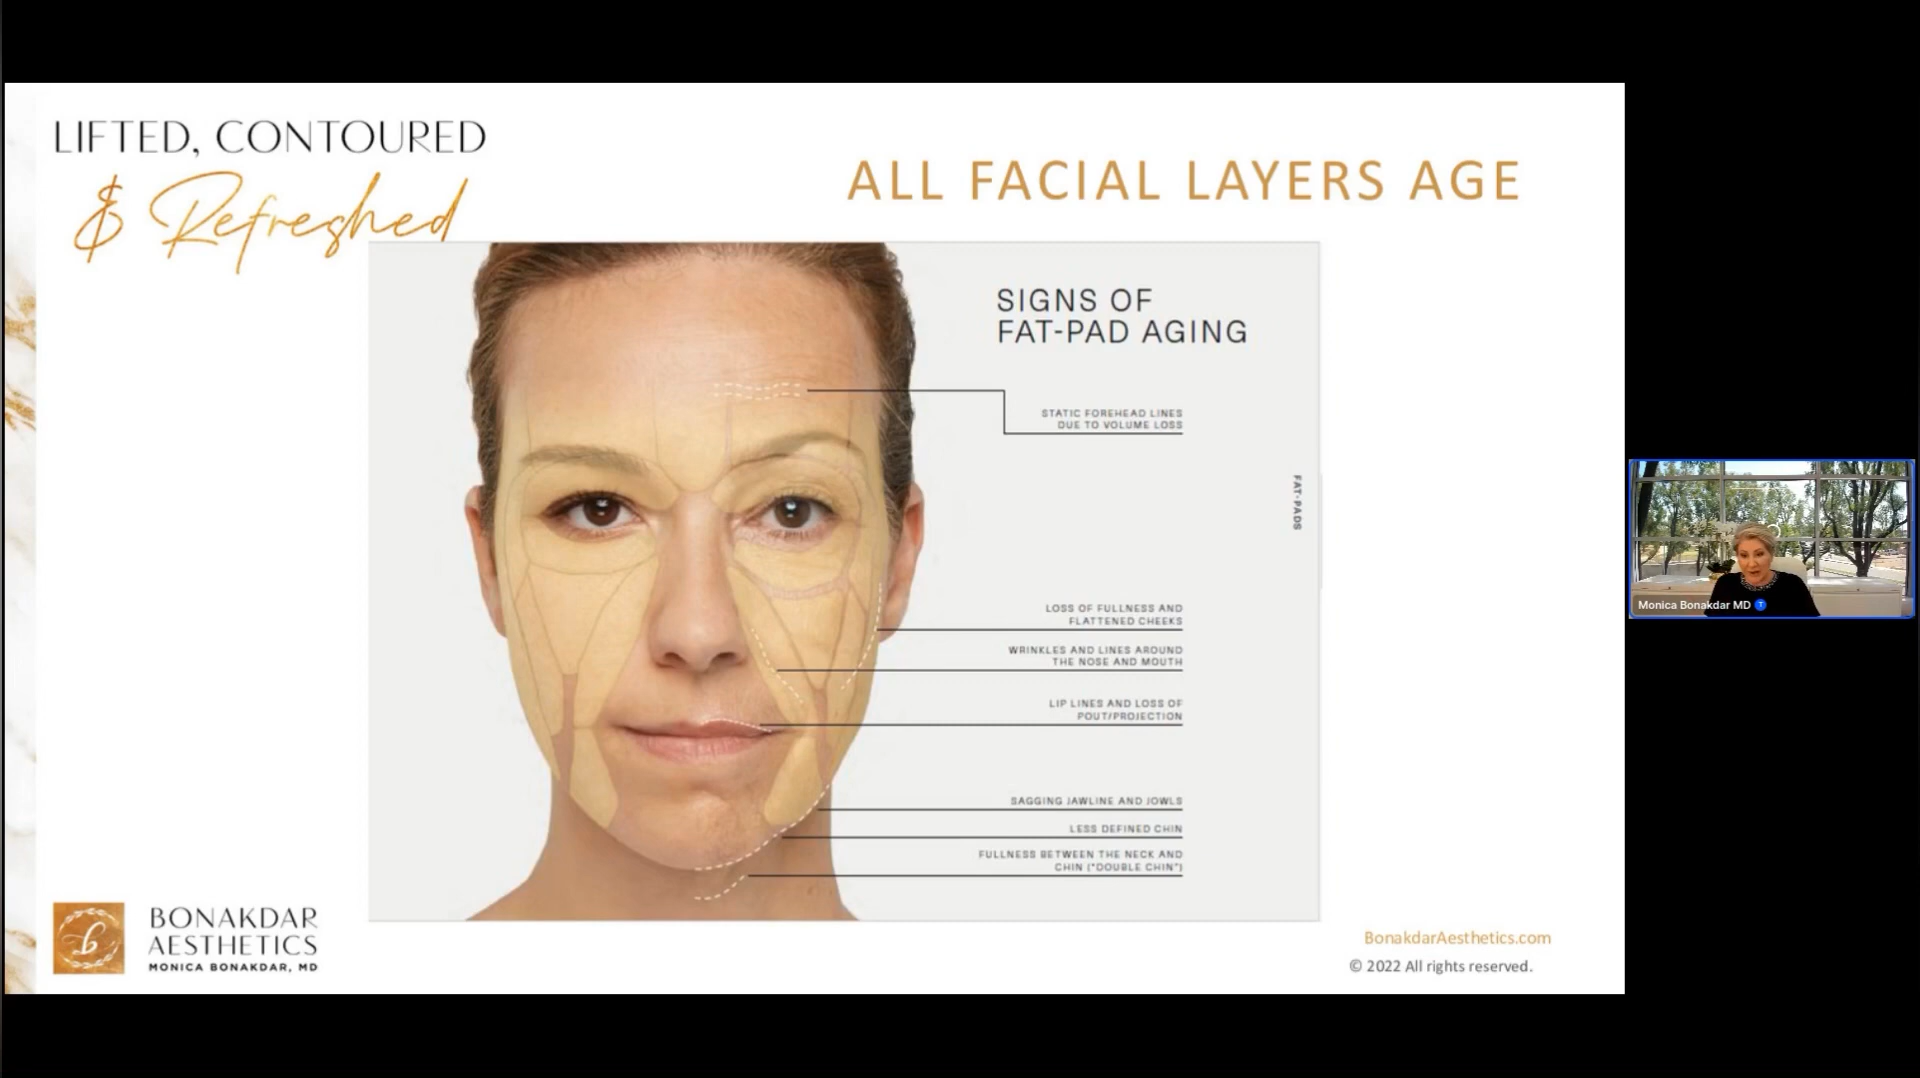 LIFTED, CONTOURED
& Refreshed
ALL FACIAL LAYERS AGE
SIGNS OF
FAT-PAD AGING
STATIC FOREHEAD LINES
DUE TO VOLUME LOSS
FAT-PADS
LOSS OF FULLNESS AND
FLATTENED CHEEKS
WRINKLES AND LINES AROUND
THE NOSE AND MOUTH
LIP LINES AND LOSS OF
POUT/PROJECTION
SAGGING JAWLINE AND JOWLS
LESS DEFINED CHIN
FULLNESS BETWEEN THE NECK AND
CHIN ("DOUBLE CHIN")
b
BONAKDAR
AESTHETICS
MONICA BONAKDAR, MD
BonakdarAesthetics.com
© 2022 All rights reserved.
Monica Bonakdar MD